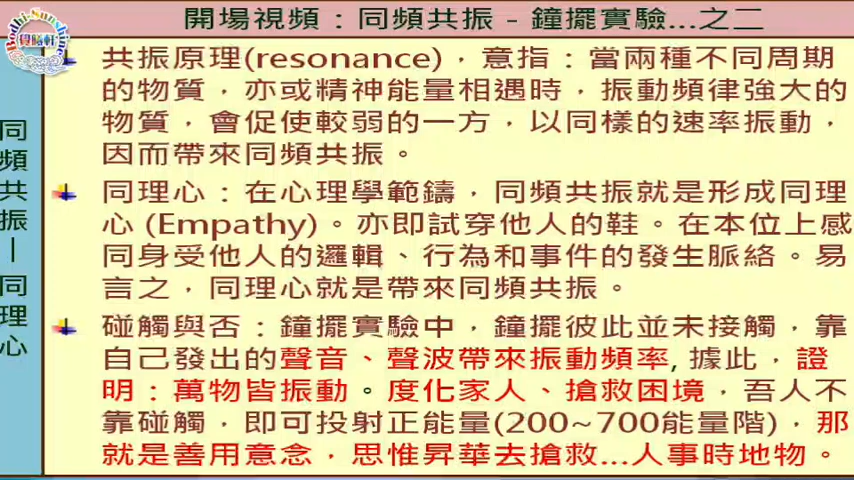 開場視頻：同頻共振－鐘擺實驗...之二
Bodhi-Sunshine
覺曦軒
同頻共振｜同理心
共振原理(resonance)，意指：當兩種不同周期
的物質，亦或精神能量相遇時，振動頻律強大的
物質，會促使較弱的一方，以同樣的速率振動，
因而帶來同頻共振。
同理心：在心理學範鑄，同頻共振就是形成同理
心 (Empathy)。亦即試穿他人的鞋。在本位上感
同身受他人的邏輯、行為和事件的發生脈絡。易
言之，同理心就是帶來同頻共振。
碰觸與否：鐘擺實驗中，鐘擺彼此並未接觸，靠
自己發出的聲音、聲波帶來振動頻率, 據此，證
明：萬物皆振動。度化家人、搶救困境，吾人不
靠碰觸，即可投射正能量(200~700能量階)，那
就是善用意念，思惟昇華去搶救...人事時地物。